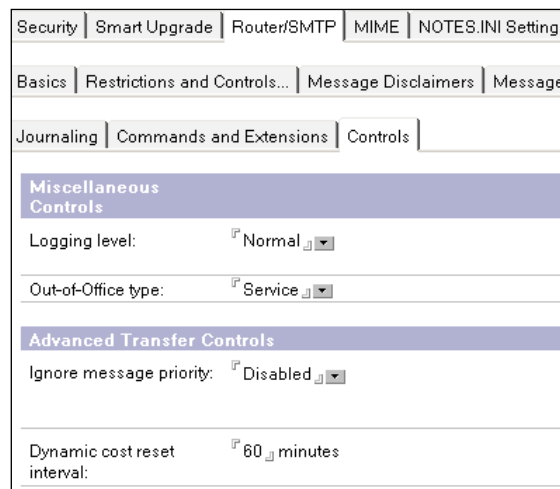 Security Smart Upgrade Router/SMTP MIME NOTES.INI Setting
Basics Restrictions and Controls... Message Disclaimers Message
Journaling Commands and Extensions Controls
Miscellaneous
Controls
Logging level: Normal
Out-of-Office type: Service
Advanced Transfer Controls
Ignore message priority: Disabled
Dynamic cost reset 60 minutes
interval: